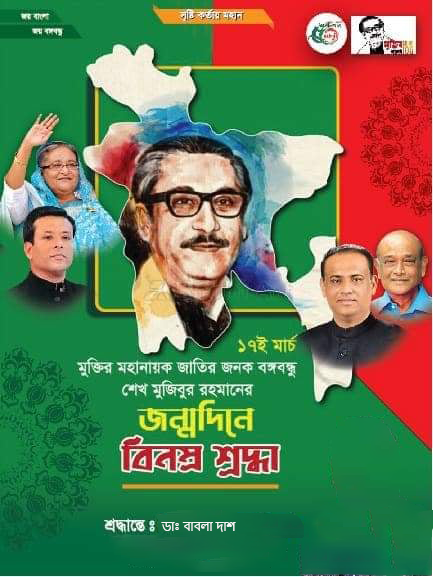 জয় বাংলা
জয় বঙ্গবন্ধু
সৃষ্টি কর্তায় মহান
১৭ই মার্চ
মুক্তির মহানায়ক জাতির জনক বঙ্গবন্ধু
শেখ মুজিবুর রহমানের
জন্মদিনে
বিনম্র শ্রদ্ধা
শ্রদ্ধান্তে ঃ ডাঃ বাবলা দাশ